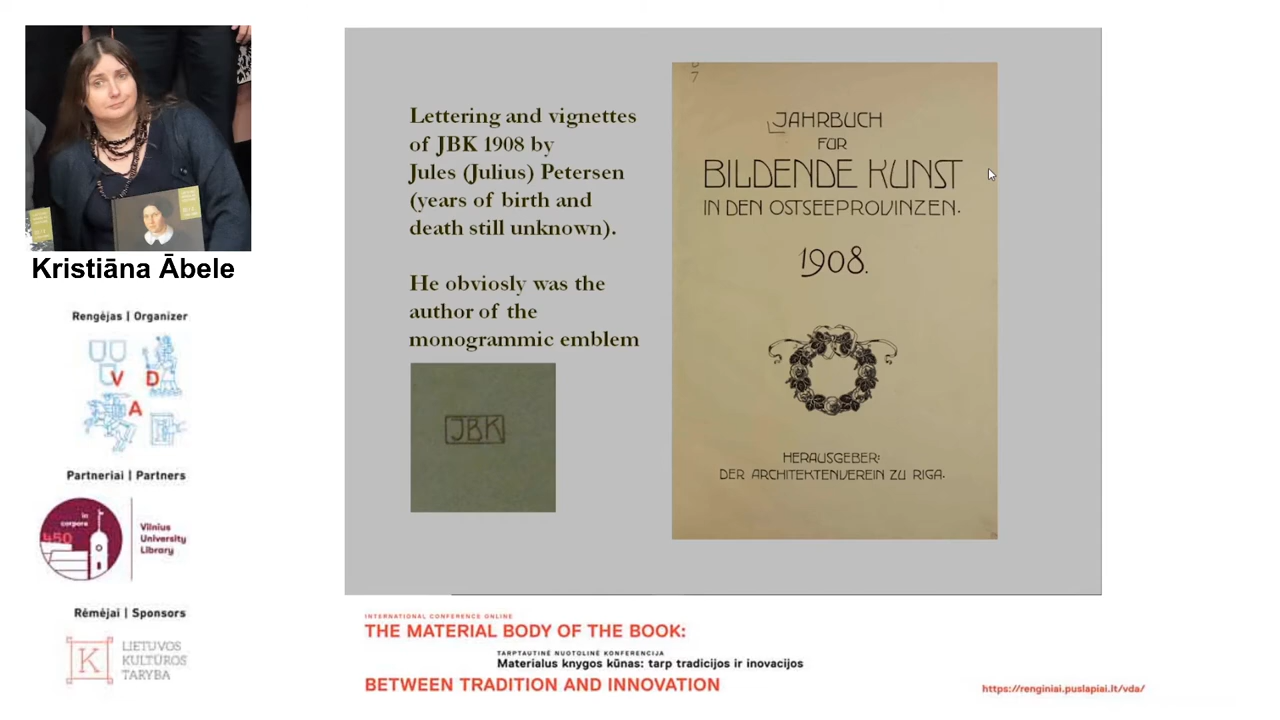 Kristiāna Ābele
Rengėjas | Organizer
V D
A
Partneriai | Partners
in
corpore
450
Vilnius
University
Library
Rėmėjai | Sponsors
K
LIETUVOS
KULTŪROS
TARYBA
Lettering and vignettes
of JBK 1908 by
Jules (Julius) Petersen
(years of birth and
death still unknown).
He obviosly was the
author of the
monogrammic emblem
JBK
7
JAHRBUCH
FÜR
BILDENDE KUNST
IN DEN OSTSEEPROVINZEN.
1908.
HERAUSGEBER:
DER ARCHITEKTENVEREIN ZU RIGA.
INTERNATIONAL CONFERENCE ONLINE
THE MATERIAL BODY OF THE BOOK:
TARPTAUTINĖ NUOTOLINĖ KONFERENCIJA
Materialus knygos kūnas: tarp tradicijos ir inovacijos
BETWEEN TRADITION AND INNOVATION
https://renginiai.puslapiai.lt/vda/